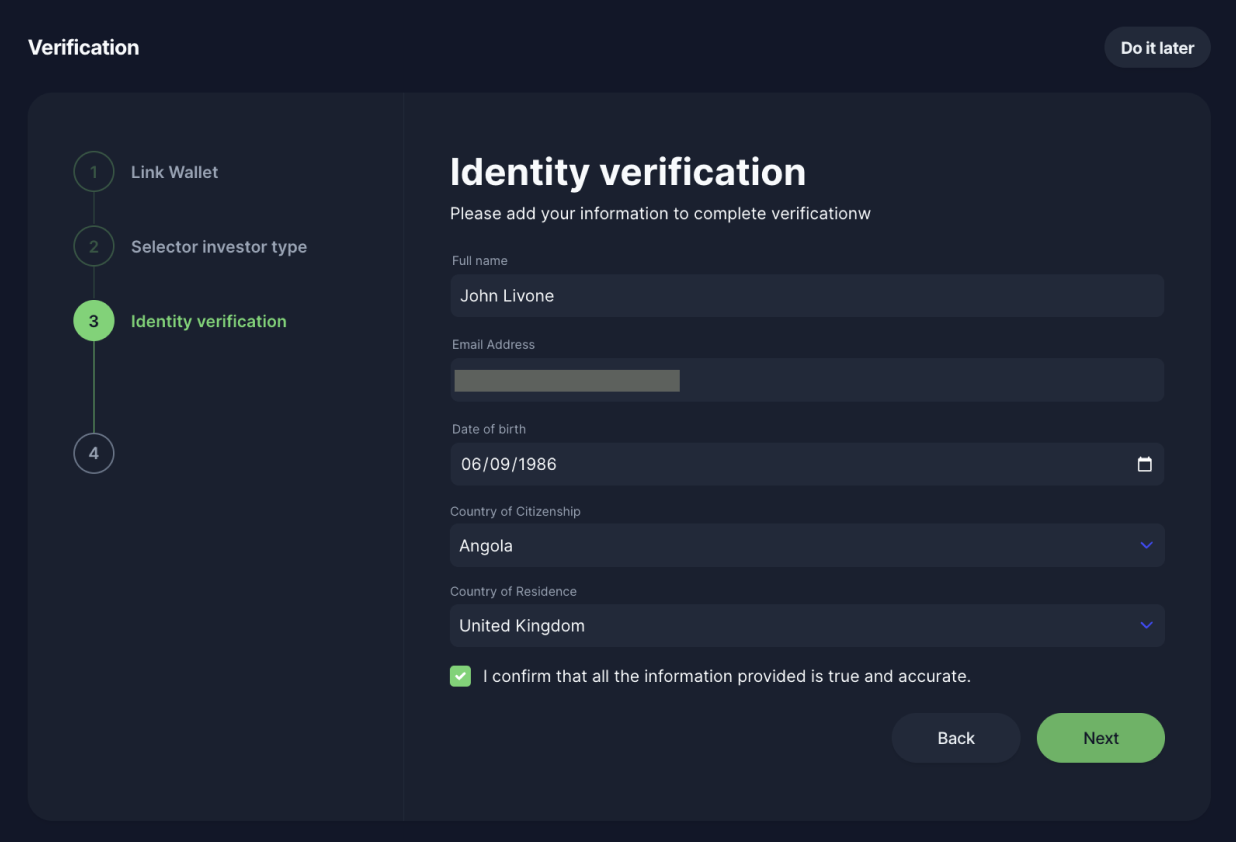 Verification
Do it later
1 Link Wallet
2 Selector investor type
3 Identity verification
4
Identity verification
Please add your information to complete verificationw
Full name
John Livone
Email Address
Date of birth
06/09/1986
Country of Citizenship
Angola
Country of Residence
United Kingdom
I confirm that all the information provided is true and accurate.
Back
Next